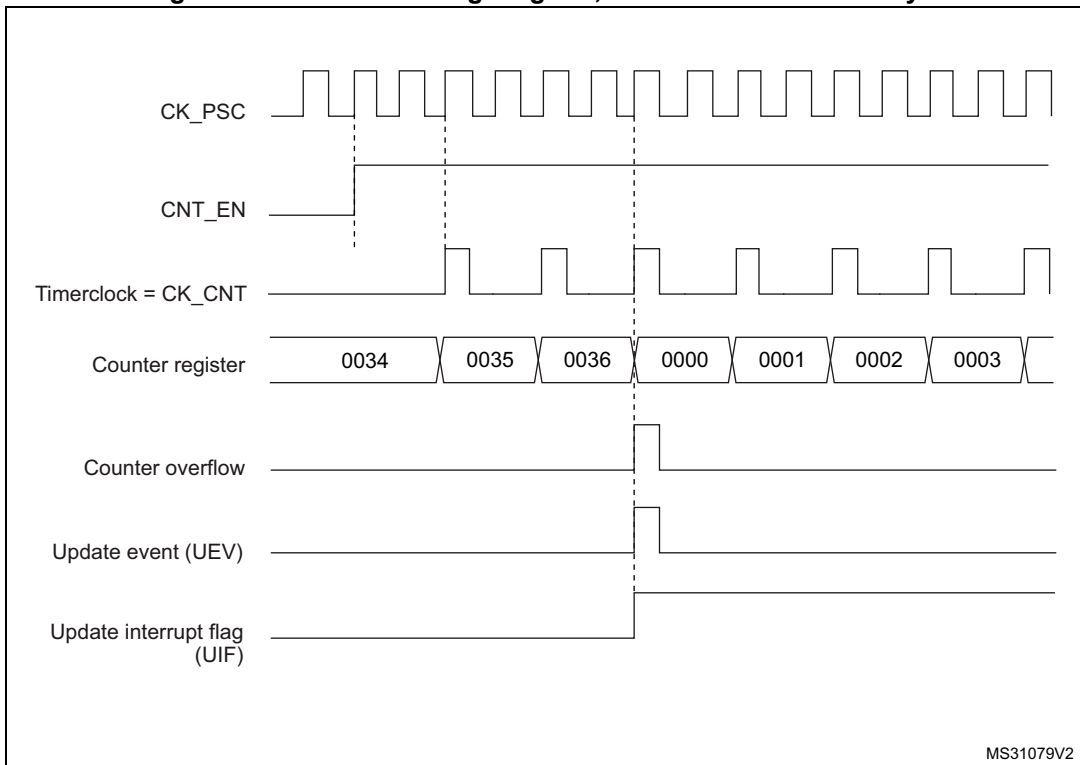 CK_PSC
CNT_EN
Timerclock = CK_CNT
Counter register
0034
0035
0036
0000
0001
0002
0003
Counter overflow
Update event (UEV)
Update interrupt flag
(UIF)
MS31079V2